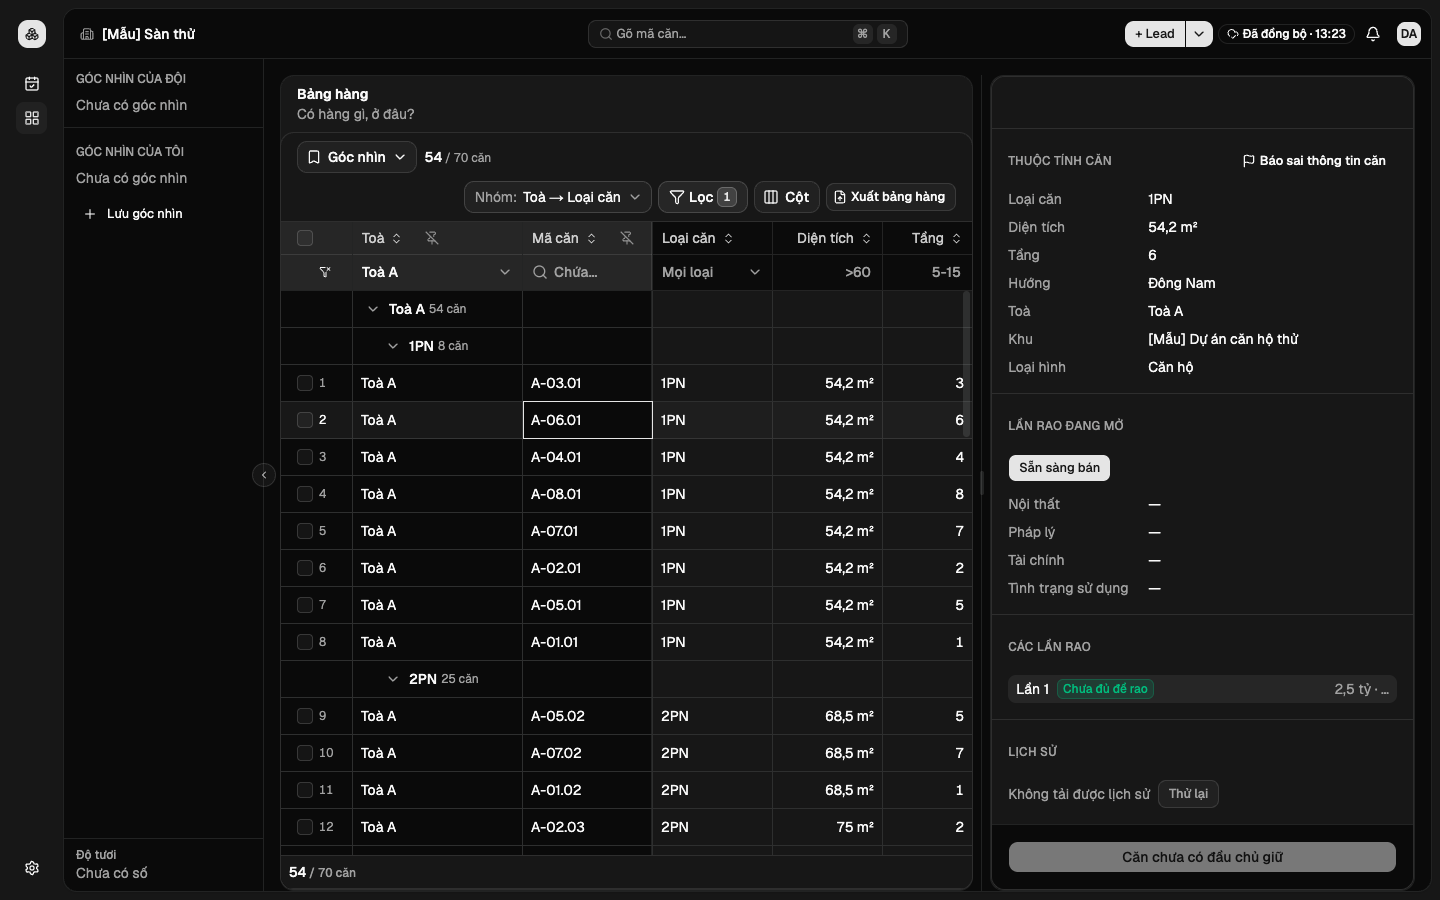 [Mẫu] Sàn thử
Gõ mã căn...
⌘ K
+ Lead
Đã đồng bộ · 13:23
DA
GÓC NHÌN CỦA ĐỘI
Chưa có góc nhìn
GÓC NHÌN CỦA TÔI
Chưa có góc nhìn
+ Lưu góc nhìn
Độ tươi
Chưa có số
Bảng hàng
Có hàng gì, ở đâu?
Góc nhìn
54 / 70 căn
Nhóm: Toà → Loại căn
Lọc 1
Cột
Xuất bảng hàng
Toà Mã căn Loại căn Diện tích Tầng
Toà A Chứa... Mọi loại >60 5-15
Toà A 54 căn
1PN 8 căn
1 Toà A A-03.01 1PN 54,2 m² 3
2 Toà A A-06.01 1PN 54,2 m² 6
3 Toà A A-04.01 1PN 54,2 m² 4
4 Toà A A-08.01 1PN 54,2 m² 8
5 Toà A A-07.01 1PN 54,2 m² 7
6 Toà A A-02.01 1PN 54,2 m² 2
7 Toà A A-05.01 1PN 54,2 m² 5
8 Toà A A-01.01 1PN 54,2 m² 1
2PN 25 căn
9 Toà A A-05.02 2PN 68,5 m² 5
10 Toà A A-07.02 2PN 68,5 m² 7
11 Toà A A-01.02 2PN 68,5 m² 1
12 Toà A A-02.03 2PN 75 m² 2
54 / 70 căn
THUỘC TÍNH CĂN
Báo sai thông tin căn
Loại căn 1PN
Diện tích 54,2 m²
Tầng 6
Hướng Đông Nam
Toà Toà A
Khu [Mẫu] Dự án căn hộ thử
Loại hình Căn hộ
LẦN RAO ĐANG MỞ
Sẵn sàng bán
Nội thất —
Pháp lý —
Tài chính —
Tình trạng sử dụng —
CÁC LẦN RAO
Lần 1 Chưa đủ để rao 2,5 tỷ · ...
LỊCH SỬ
Không tải được lịch sử Thử lại
Căn chưa có đầu chủ giữ